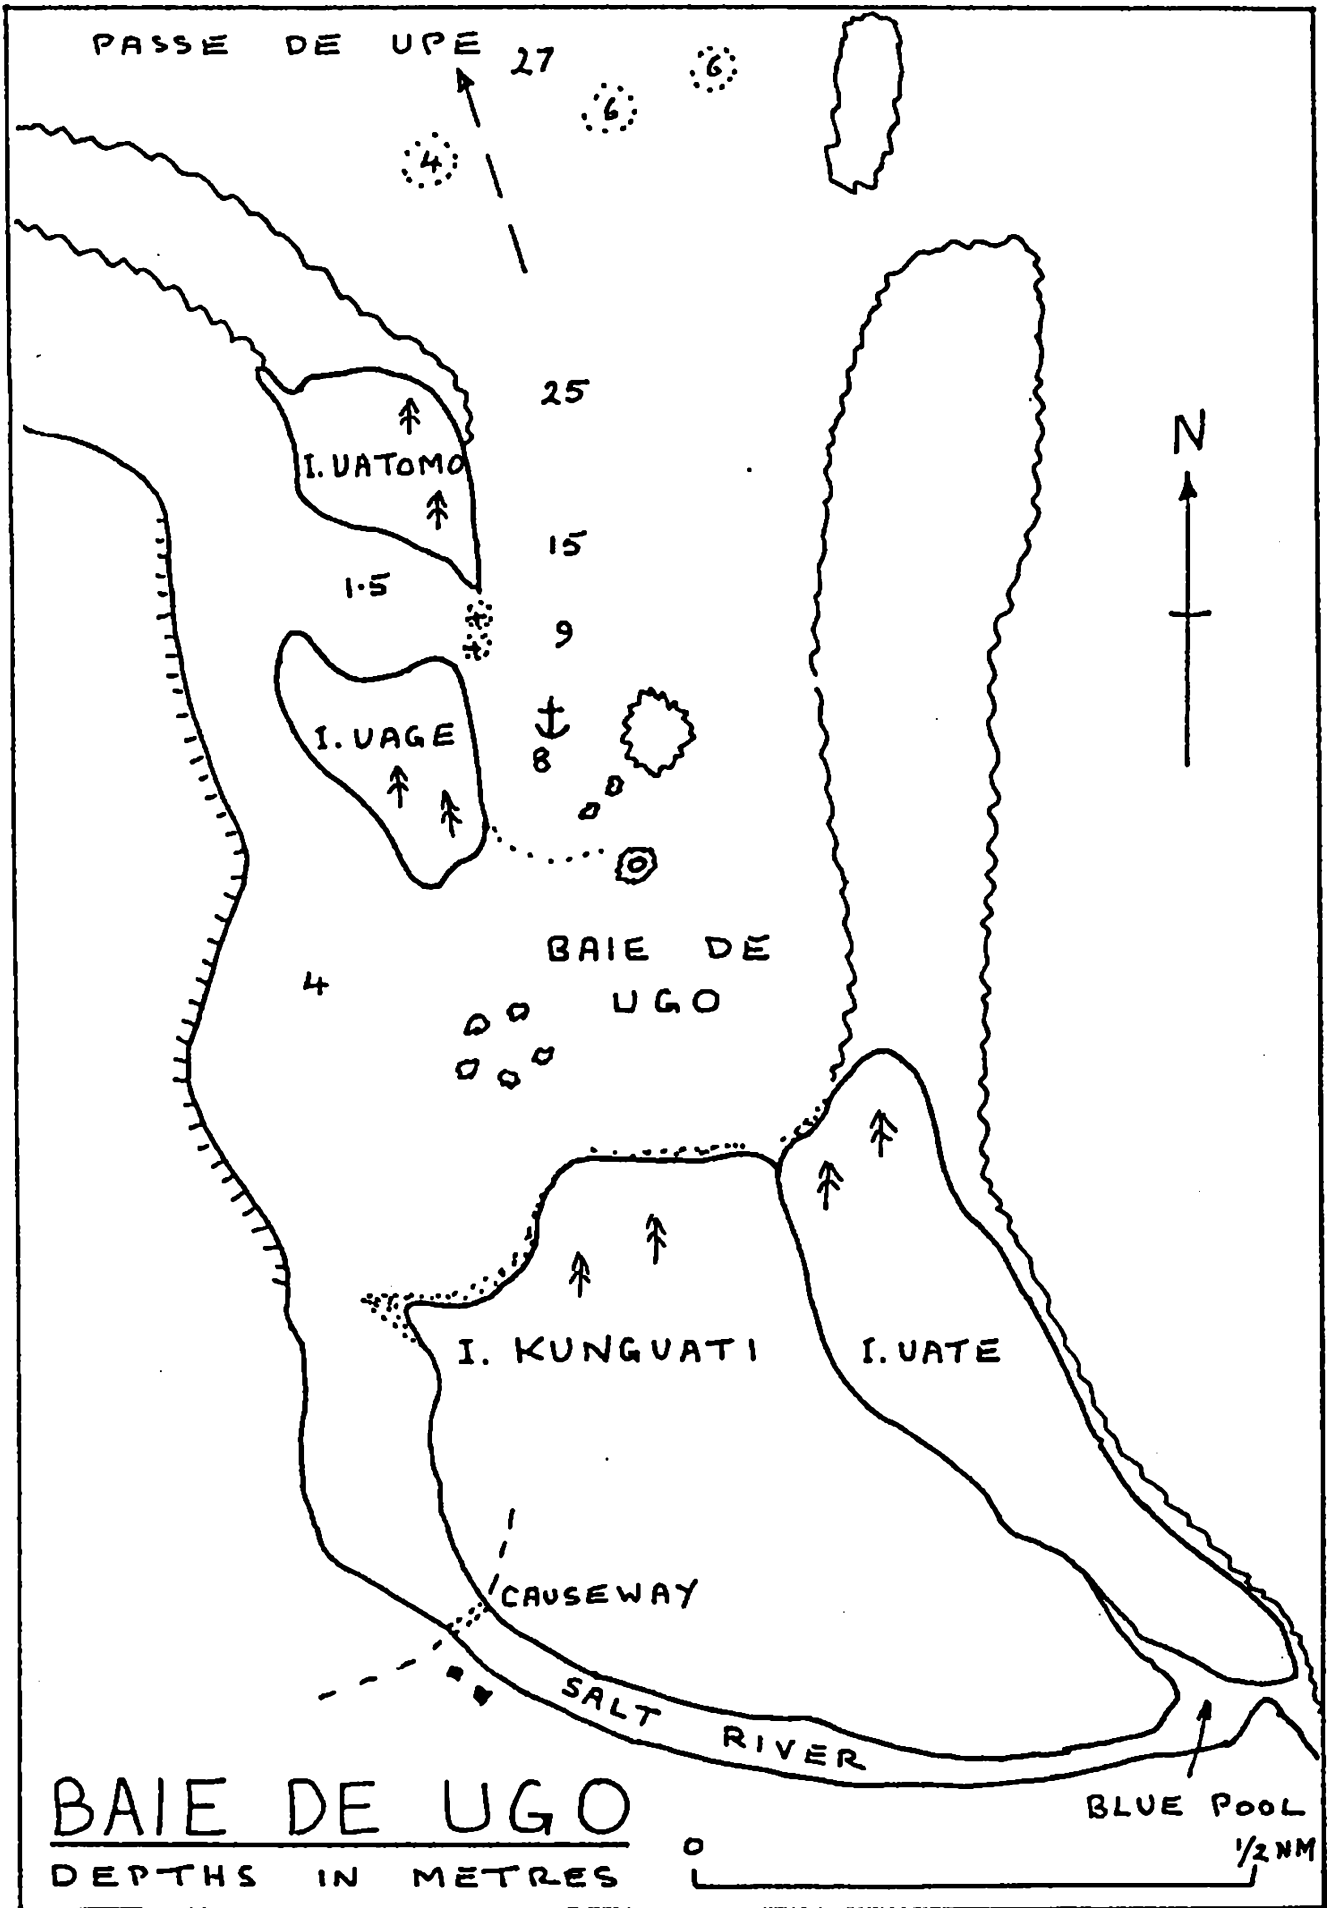 PASSE DE UPE
27
6
6
4
25
N
I. UATOMO
15
1.5
9
I. UAGE
8
BAIE DE
UGO
4
I. KUNGUATI
I. UATE
CAUSEWAY
SALT RIVER
BLUE POOL
BAIE DE UGO
DEPTHS IN METRES
0
1/2 NM